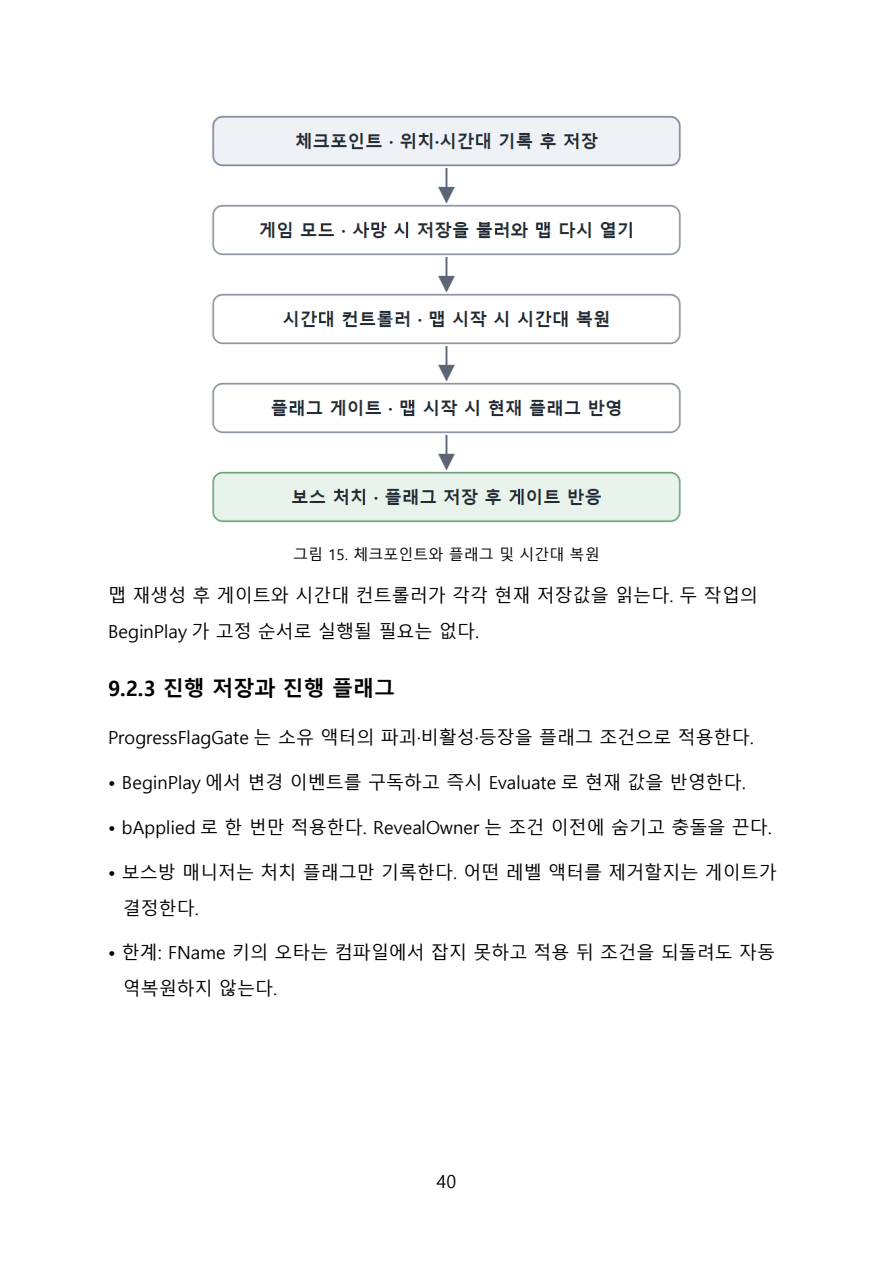 체크포인트 · 위치·시간대 기록 후 저장
게임 모드 · 사망 시 저장을 불러와 맵 다시 열기
시간대 컨트롤러 · 맵 시작 시 시간대 복원
플래그 게이트 · 맵 시작 시 현재 플래그 반영
보스 처치 · 플래그 저장 후 게이트 반응
그림 15. 체크포인트와 플래그 및 시간대 복원
맵 재생성 후 게이트와 시간대 컨트롤러가 각각 현재 저장값을 읽는다. 두 작업의
BeginPlay 가 고정 순서로 실행될 필요는 없다.
9.2.3 진행 저장과 진행 플래그
ProgressFlagGate 는 소유 액터의 파괴·비활성·등장을 플래그 조건으로 적용한다.
• BeginPlay 에서 변경 이벤트를 구독하고 즉시 Evaluate 로 현재 값을 반영한다.
• bApplied 로 한 번만 적용한다. RevealOwner 는 조건 이전에 숨기고 충돌을 끈다.
• 보스방 매니저는 처치 플래그만 기록한다. 어떤 레벨 액터를 제거할지는 게이트가
결정한다.
• 한계: FName 키의 오타는 컴파일에서 잡지 못하고 적용 뒤 조건을 되돌려도 자동
역복원하지 않는다.
40